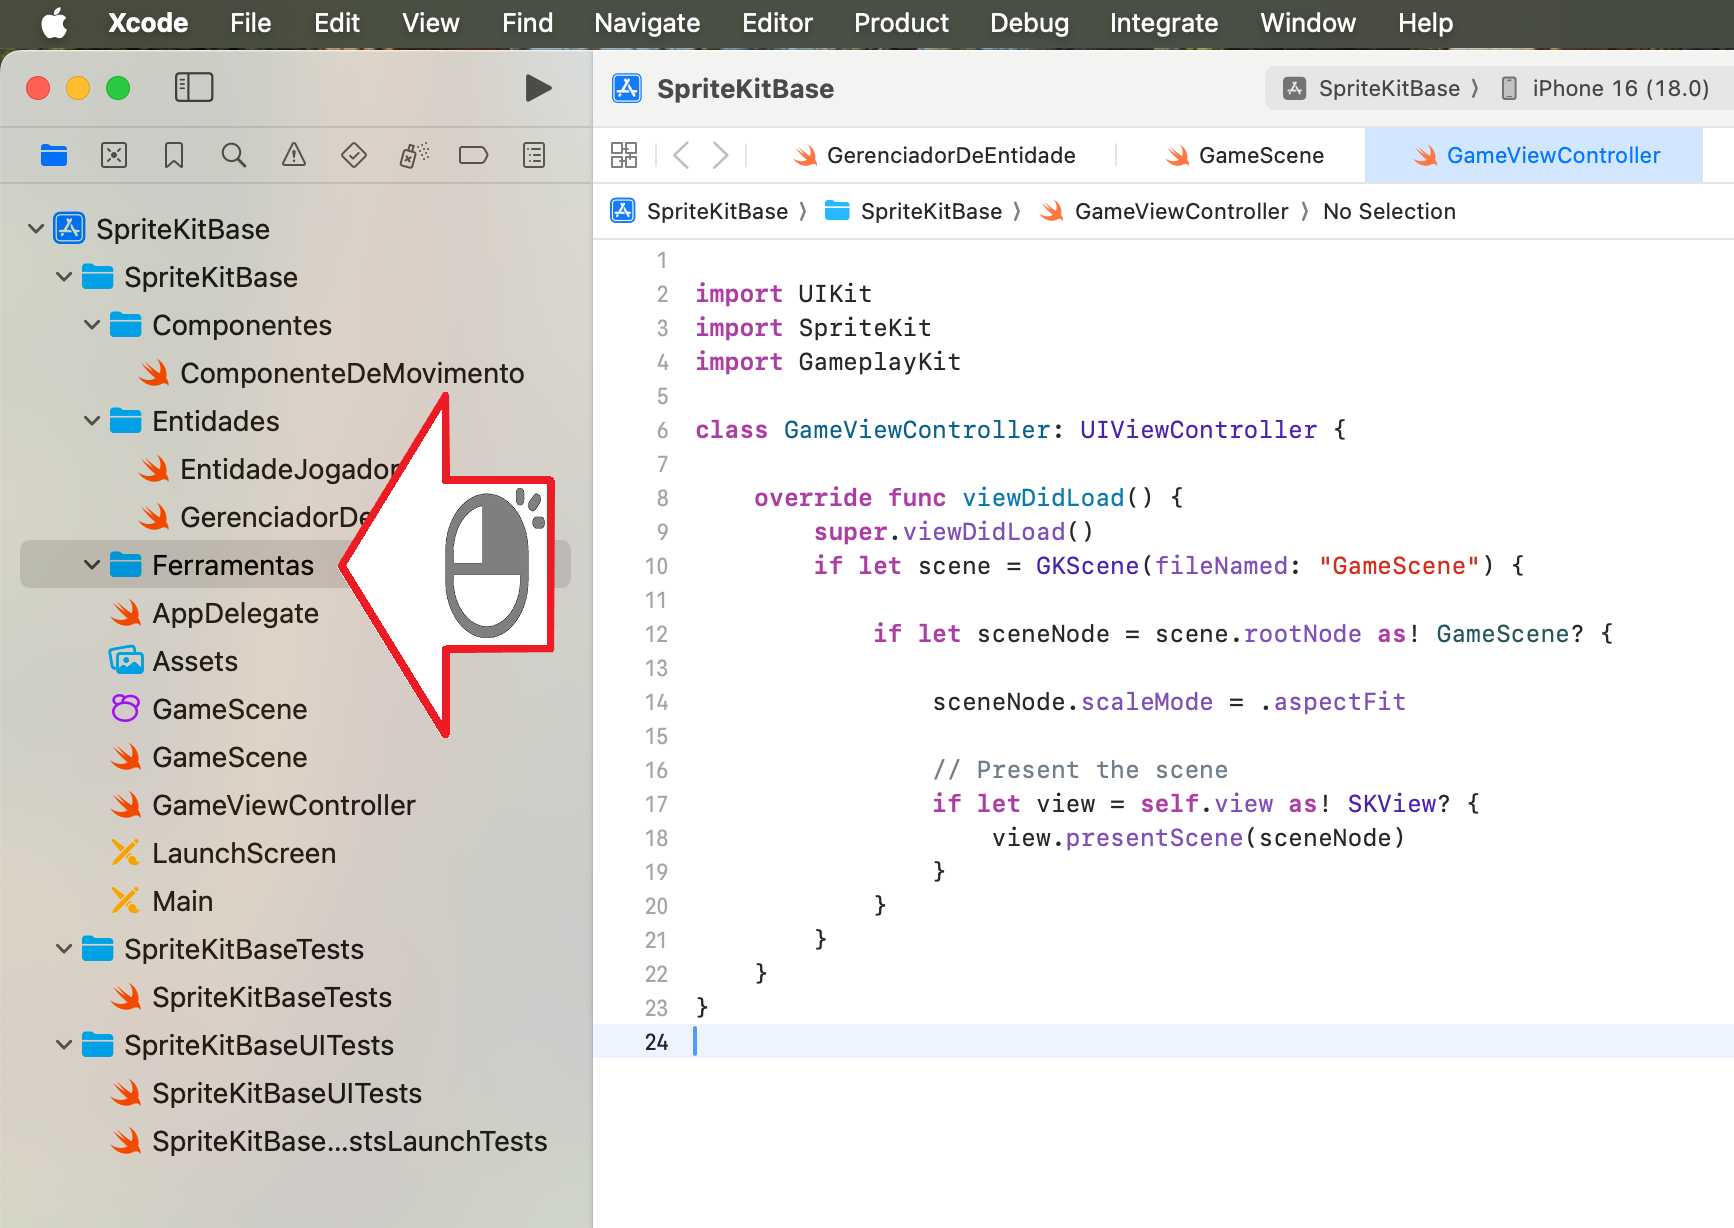 Xcode File Edit View Find Navigate Editor Product Debug Integrate Window Help
SpriteKitBase
SpriteKitBase 〉 iPhone 16 (18.0)
GerenciadorDeEntidade
GameScene
GameViewController
SpriteKitBase 〉 SpriteKitBase 〉 GameViewController 〉 No Selection
SpriteKitBase
SpriteKitBase
Componentes
ComponenteDeMovimento
Entidades
EntidadeJogador
GerenciadorDe
Ferramentas
AppDelegate
Assets
GameScene
GameScene
GameViewController
LaunchScreen
Main
SpriteKitBaseTests
SpriteKitBaseTests
SpriteKitBaseUITests
SpriteKitBaseUITests
SpriteKitBase...stsLaunchTests
1
2 import UIKit
3 import SpriteKit
4 import GameplayKit
5
6 class GameViewController: UIViewController {
7
8 override func viewDidLoad() {
9 super.viewDidLoad()
10 if let scene = GKScene(fileNamed: "GameScene") {
11
12 if let sceneNode = scene.rootNode as! GameScene? {
13
14 sceneNode.scaleMode = .aspectFit
15
16 // Present the scene
17 if let view = self.view as! SKView? {
18 view.presentScene(sceneNode)
19 }
20 }
21 }
22 }
23 }
24